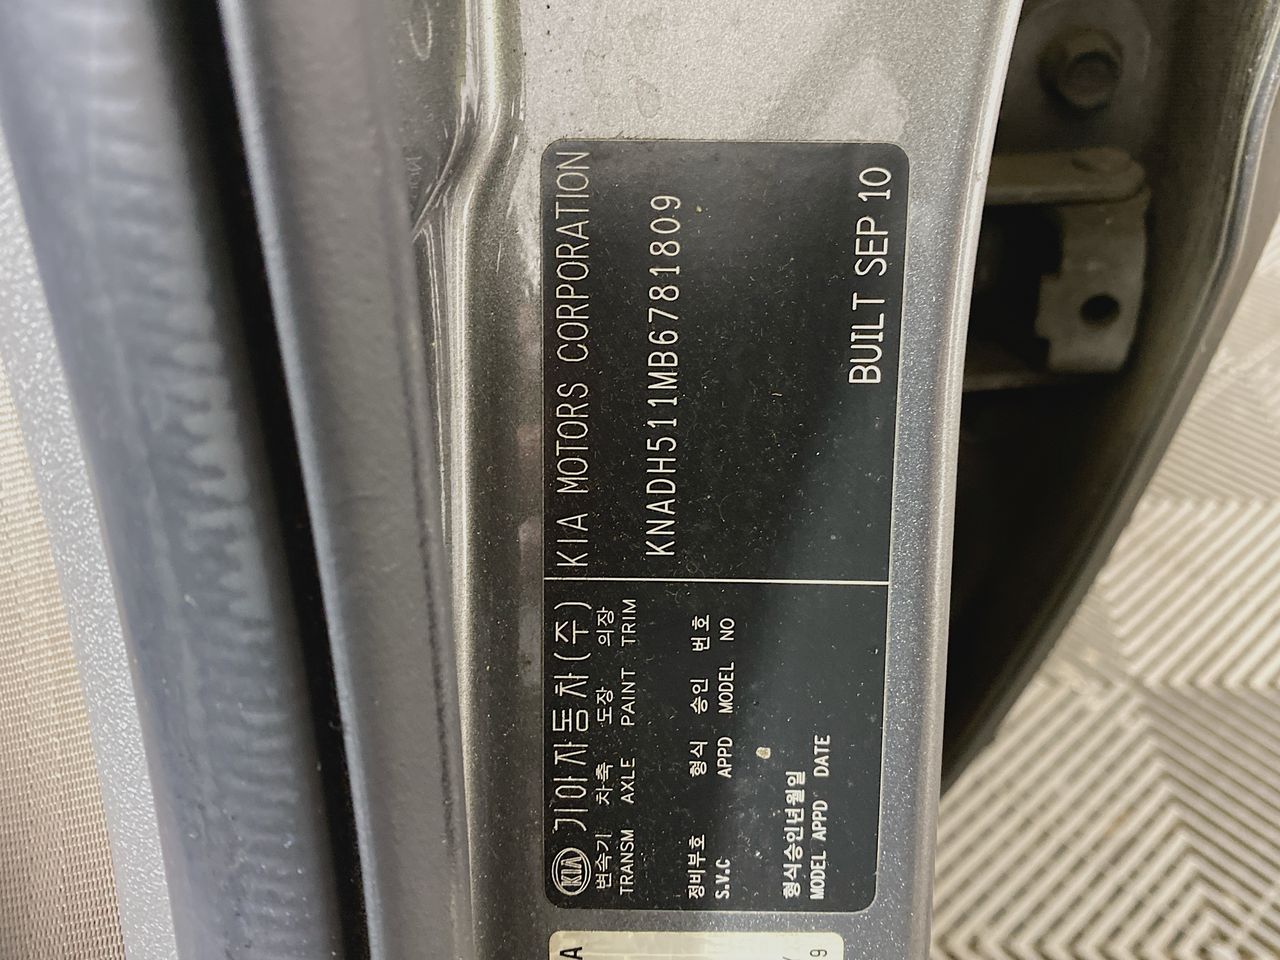 KIA 기아자동차(주)
변속기 차축 도장 의장
TRANSM AXLE PAINT TRIM
정비부호 형식 승인 번호
S.V.C APPD MODEL NO
형식승인년월일
MODEL APPD DATE
KIA MOTORS CORPORATION
KNADH511MB6781809
BUILT SEP 10
A
9